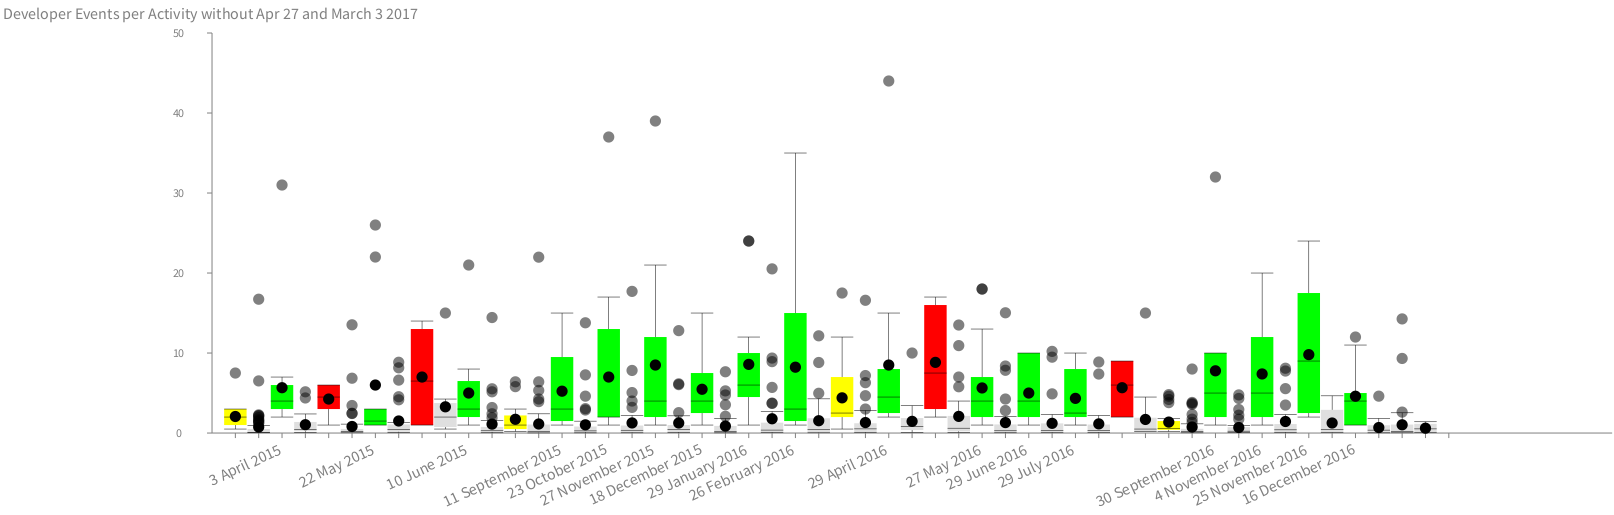 Developer Events per Activity without Apr 27 and March 3 2017
50
40
30
20
10
0
3 April 2015
22 May 2015
10 June 2015
11 September 2015
23 October 2015
27 November 2015
18 December 2015
29 January 2016
26 February 2016
29 April 2016
27 May 2016
29 June 2016
29 July 2016
30 September 2016
4 November 2016
25 November 2016
16 December 2016